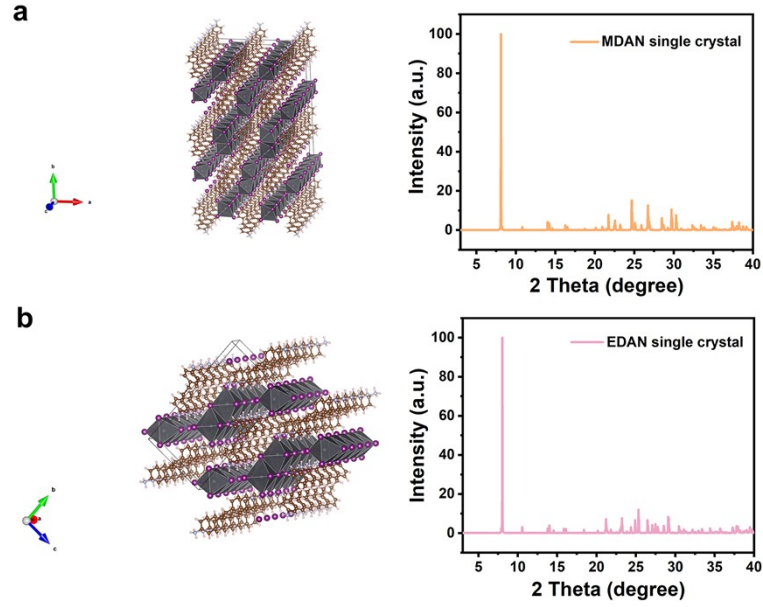 a
b
a
c
Intensity (a.u.)
100
80
60
40
20
0
MDAN single crystal
5 10 15 20 25 30 35 40
2 Theta (degree)
b
b
a
c
Intensity (a.u.)
100
80
60
40
20
0
EDAN single crystal
5 10 15 20 25 30 35 40
2 Theta (degree)